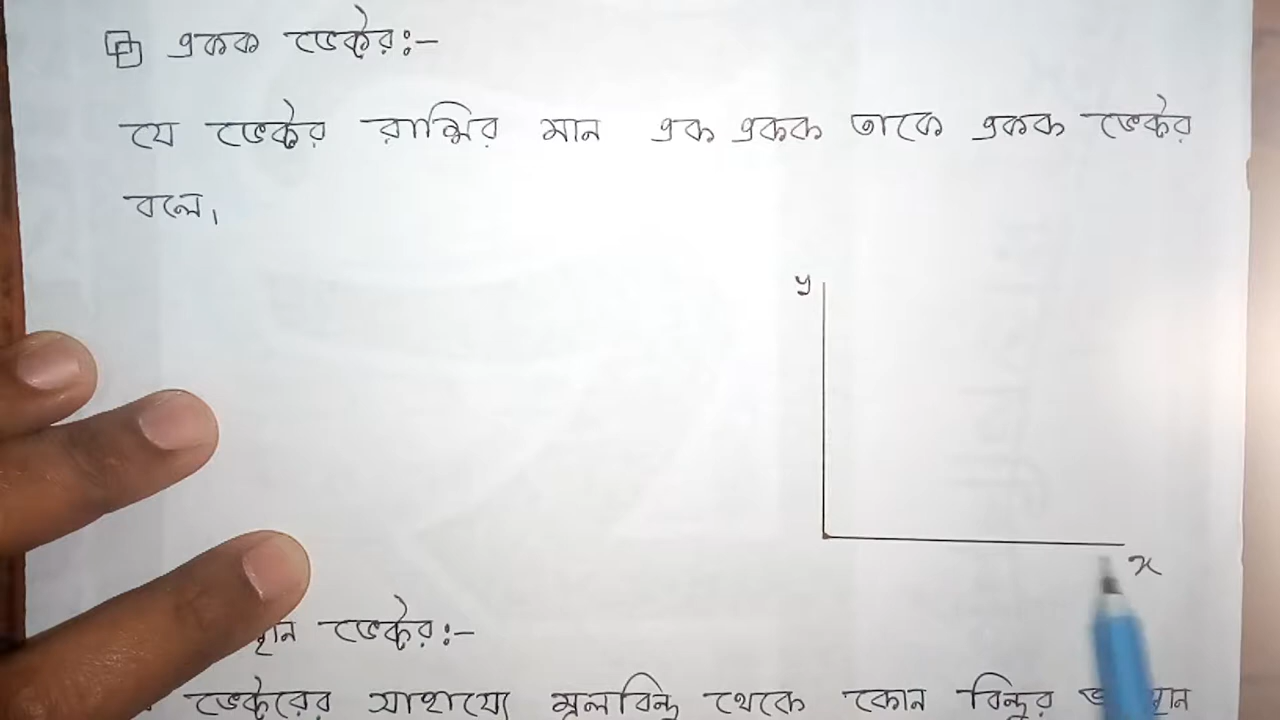 একক ভেক্টর:-
যে ভেক্টর রাশির মান এক একক তাকে একক ভেক্টর
বলে।
y
x
ভেক্টর:-
ভেক্টরের সাহায্যে মূলবিন্দু থেকে কোন বিন্দুর